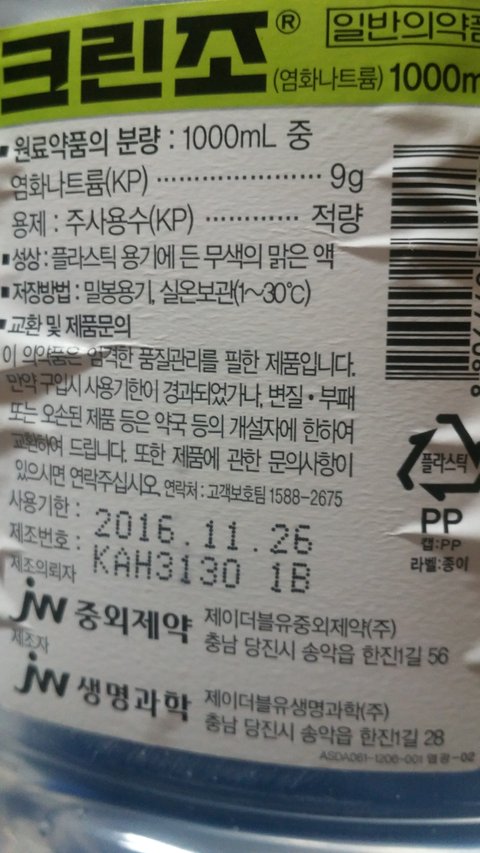 크린조® 일반의약품
(염화나트륨) 1000m
▪ 원료약품의 분량 : 1000mL 중
염화나트륨(KP) ························ 9g
용제 : 주사용수(KP) ············ 적량
▪ 성상 : 플라스틱 용기에 든 무색의 맑은 액
▪ 저장방법 : 밀봉용기, 실온보관(1~30℃)
▪ 교환 및 제품문의
이 의약품은 엄격한 품질관리를 필한 제품입니다.
만약 구입시 사용기한이 경과되었거나, 변질 • 부패
또는 오손된 제품 등은 약국 등의 개설자에 한하여
교환하여 드립니다. 또한 제품에 관한 문의사항이
있으시면 연락주십시오. 연락처 : 고객보호팀 1588-2675
사용기한 : 2016.11.26
제조번호 : KAH3130 1B
제조의뢰자
JW 중외제약 제이더블유중외제약(주)
충남 당진시 송악읍 한진1길 56
제조자
JW 생명과학 제이더블유생명과학(주)
충남 당진시 송악읍 한진1길 28
ASDA061-1206-001
플라스틱
PP
캡:PP
라벨:종이